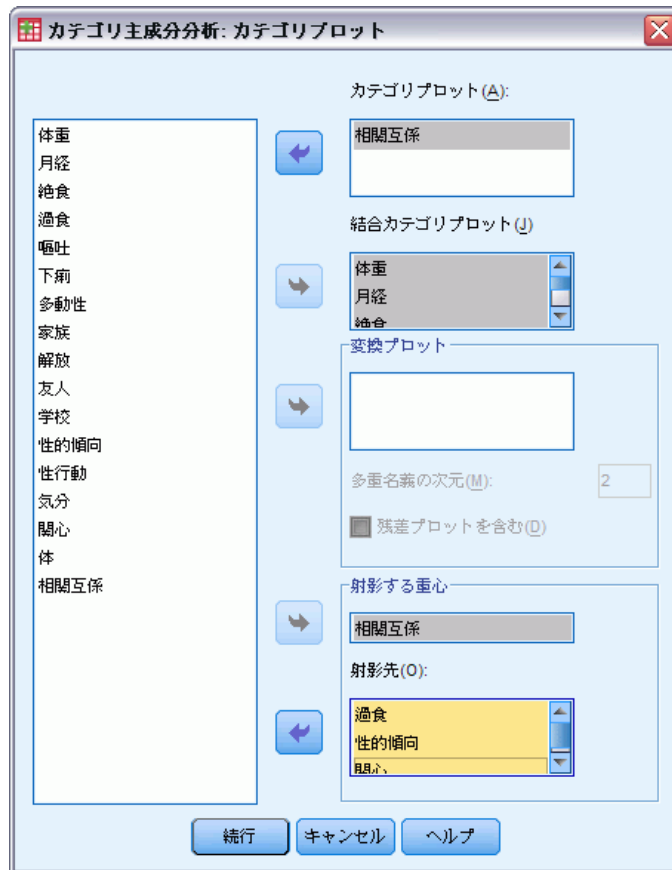 カテゴリ主成分分析: カテゴリプロット
カテゴリプロット(A):
体重
月経
絶食
過食
嘔吐
下痢
多動性
家族
解放
友人
学校
性的傾向
性行動
気分
関心
体
相関互係
相関互係
結合カテゴリプロット(J)
体重
月経
絶食
変換プロット
多重名義の次元(M):
2
残差プロットを含む(D)
射影する重心
相関互係
射影先(O):
過食
性的傾向
関心
続行
キャンセル
ヘルプ